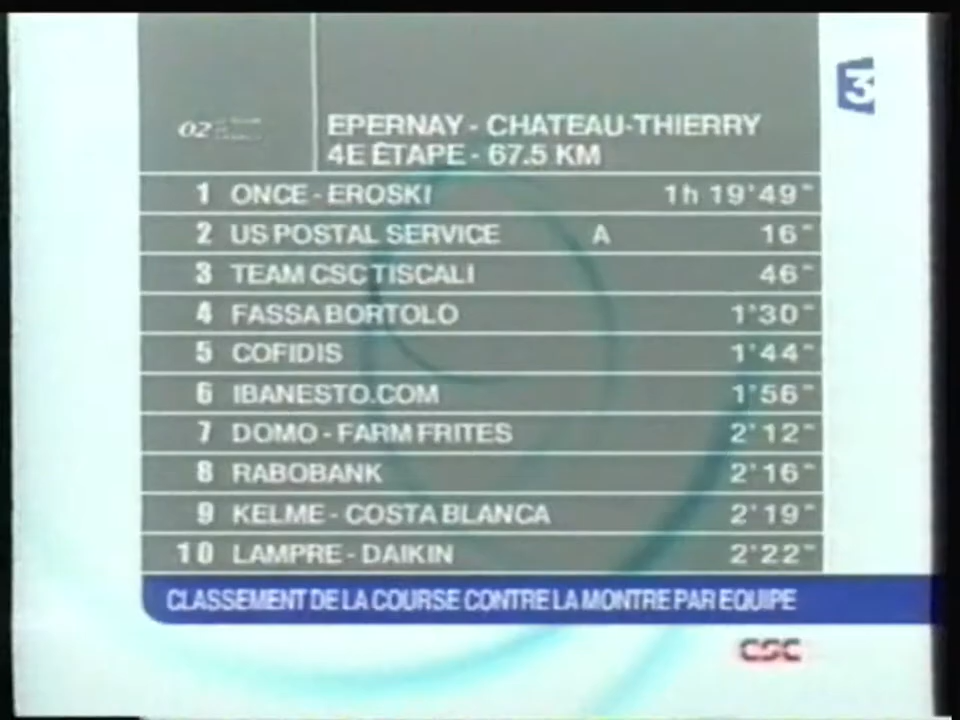 3
02
EPERNAY - CHATEAU-THIERRY
4E ÉTAPE - 67.5 KM
1 ONCE - EROSKI 1h 19'49"
2 US POSTAL SERVICE A 16"
3 TEAM CSC TISCALI 46"
4 FASSA BORTOLO 1'30"
5 COFIDIS 1'44"
6 IBANESTO.COM 1'56"
7 DOMO - FARM FRITES 2'12"
8 RABOBANK 2'16"
9 KELME - COSTA BLANCA 2'19"
10 LAMPRE - DAIKIN 2'22"
CLASSEMENT DE LA COURSE CONTRE LA MONTRE PAR EQUIPE
CSC